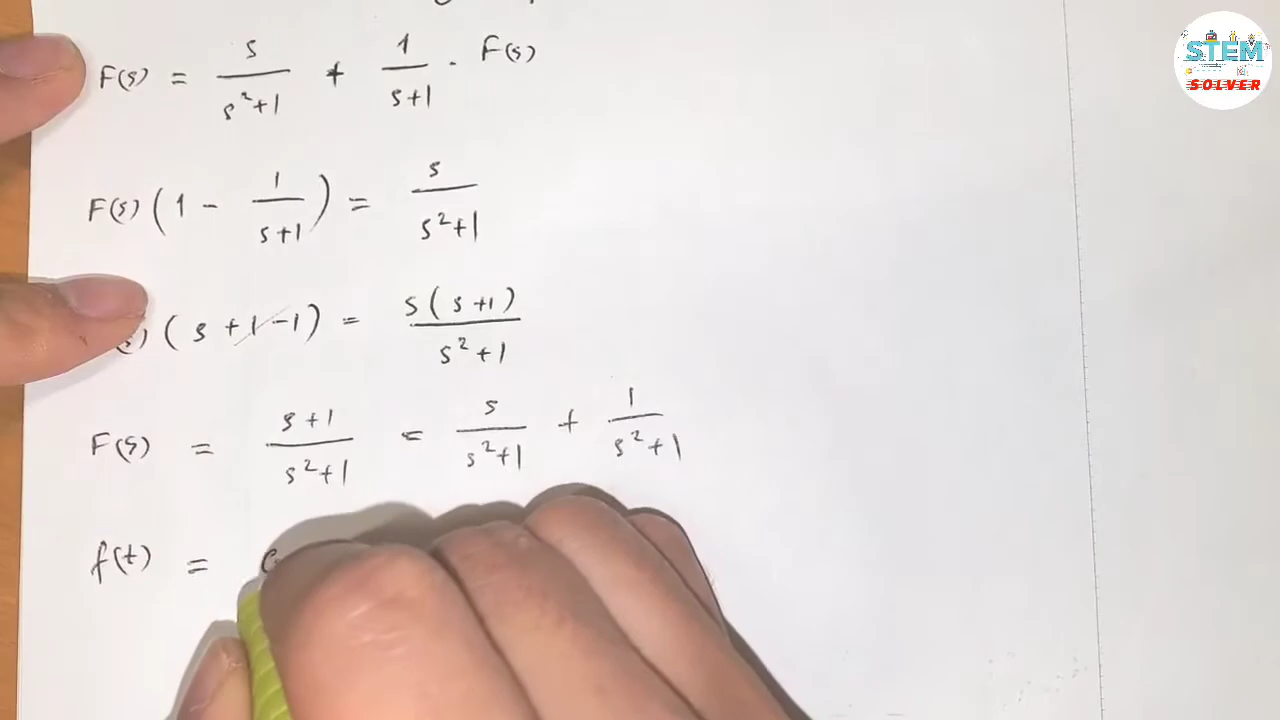 STEM
SOLVER
F(s) = s/(s²+1) + 1/(s+1) · F(s)
F(s) (1 - 1/(s+1)) = s/(s²+1)
(s+1-1) = s(s+1)/(s²+1)
F(s) = (s+1)/(s²+1) = s/(s²+1) + 1/(s²+1)
f(t) =